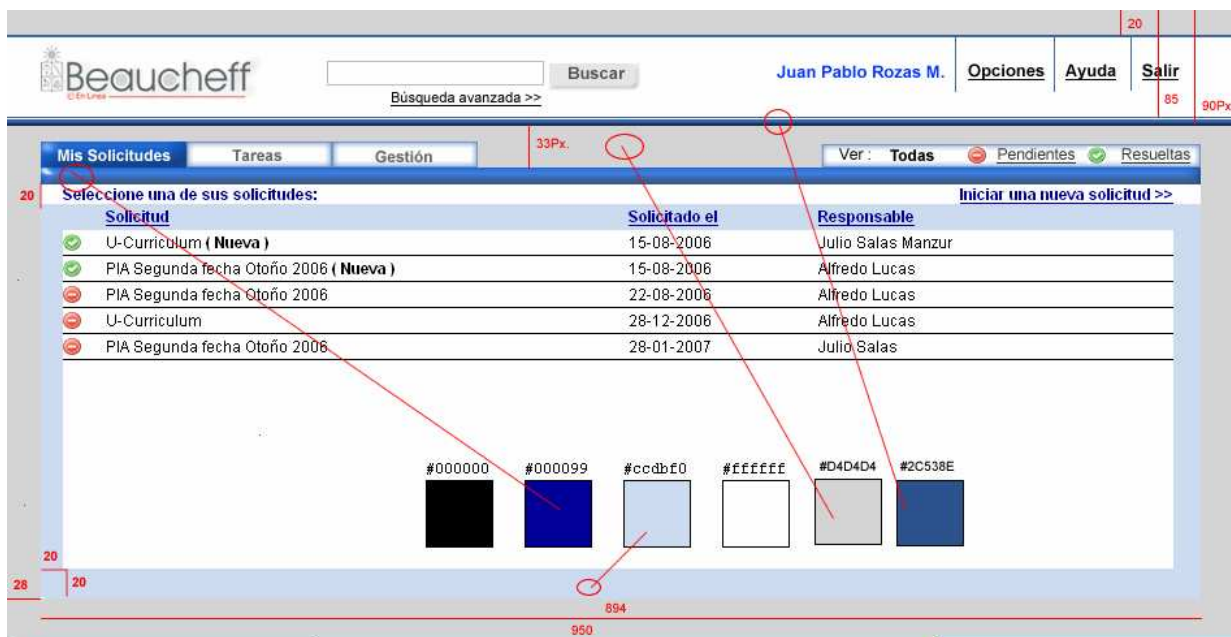 20
Beaucheff
En Línea
Buscar
Búsqueda avanzada >>
Juan Pablo Rozas M.
Opciones
Ayuda
Salir
85
90Px
33Px.
Mis Solicitudes
Tareas
Gestión
Ver : Todas Pendientes Resueltas
20
Seleccione una de sus solicitudes:
Iniciar una nueva solicitud >>
Solicitud Solicitado el Responsable
U-Curriculum ( Nueva ) 15-08-2006 Julio Salas Manzur
PIA Segunda fecha Otoño 2006 ( Nueva ) 15-08-2006 Alfredo Lucas
PIA Segunda fecha Otoño 2006 22-08-2006 Alfredo Lucas
U-Curriculum 28-12-2006 Alfredo Lucas
PIA Segunda fecha Otoño 2006 28-01-2007 Julio Salas
#000000 #000099 #ccdbf0 #ffffff #D4D4D4 #2C538E
20
28
20
894
950